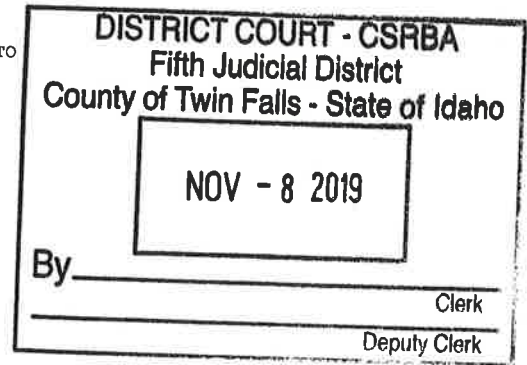 ro
DISTRICT COURT - CSRBA
Fifth Judicial District
County of Twin Falls - State of Idaho
NOV - 8 2019
By
Clerk
Deputy Clerk